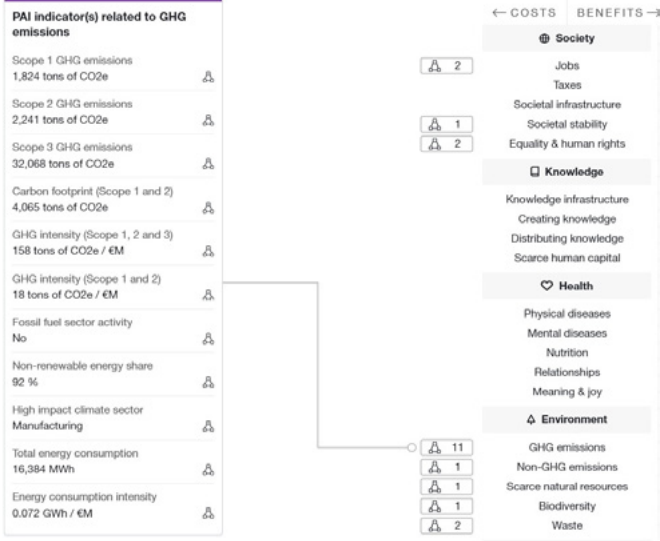 PAI indicator(s) related to GHG
emissions
Scope 1 GHG emissions
1,824 tons of CO2e
Scope 2 GHG emissions
2,241 tons of CO2e
Scope 3 GHG emissions
32,068 tons of CO2e
Carbon footprint (Scope 1 and 2)
4,065 tons of CO2e
GHG intensity (Scope 1, 2 and 3)
158 tons of CO2e / €M
GHG intensity (Scope 1 and 2)
18 tons of CO2e / €M
Fossil fuel sector activity
No
Non-renewable energy share
92 %
High impact climate sector
Manufacturing
Total energy consumption
16,384 MWh
Energy consumption intensity
0.072 GWh / €M
← COSTS BENEFITS →
Society
2 Jobs
Taxes
Societal infrastructure
1 Societal stability
2 Equality & human rights
Knowledge
Knowledge infrastructure
Creating knowledge
Distributing knowledge
Scarce human capital
Health
Physical diseases
Mental diseases
Nutrition
Relationships
Meaning & joy
Environment
11 GHG emissions
1 Non-GHG emissions
1 Scarce natural resources
1 Biodiversity
2 Waste